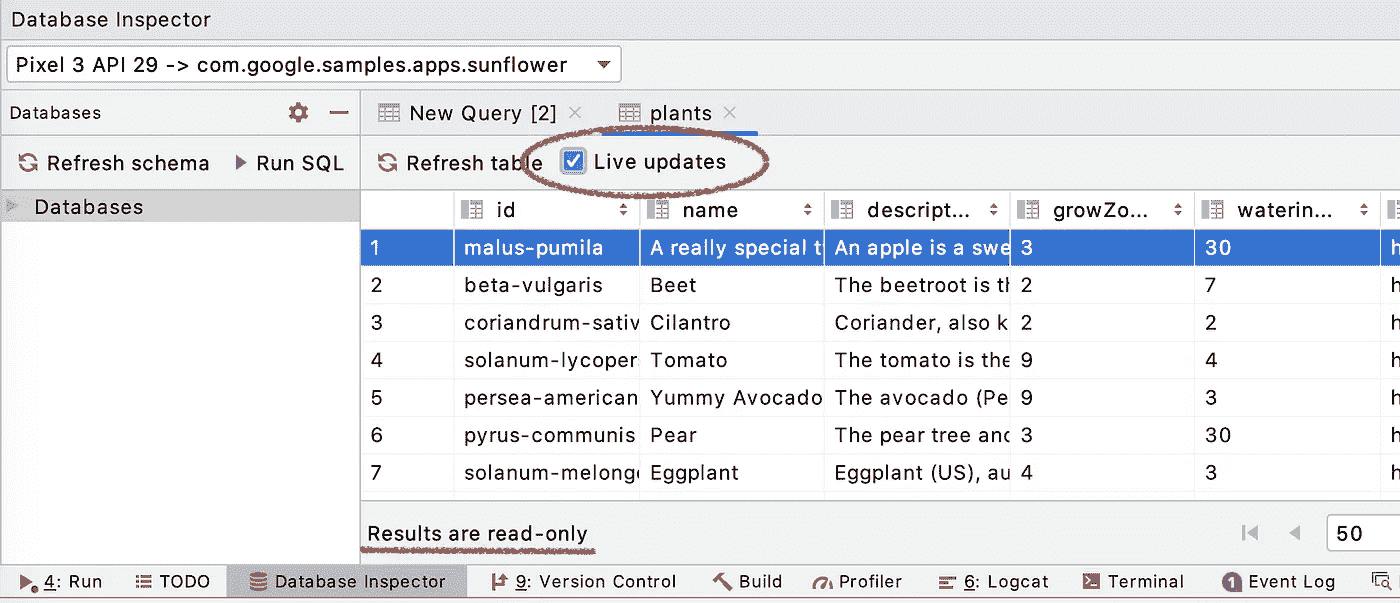 Database Inspector
Pixel 3 API 29 -> com.google.samples.apps.sunflower
Databases
New Query [2] plants
Refresh schema Run SQL Refresh table Live updates
Databases
id name descript... growZo... waterin...
1 malus-pumila A really special t An apple is a swe 3 30 h
2 beta-vulgaris Beet The beetroot is th 2 7 h
3 coriandrum-sativ Cilantro Coriander, also k 2 2 h
4 solanum-lycoper Tomato The tomato is the 9 4 h
5 persea-american Yummy Avocado The avocado (Pe 9 3 h
6 pyrus-communis Pear The pear tree and 3 30 h
7 solanum-melong Eggplant Eggplant (US), au 4 3 h
Results are read-only 50
4: Run TODO Database Inspector 9: Version Control Build Profiler 6: Logcat Terminal 1 Event Log